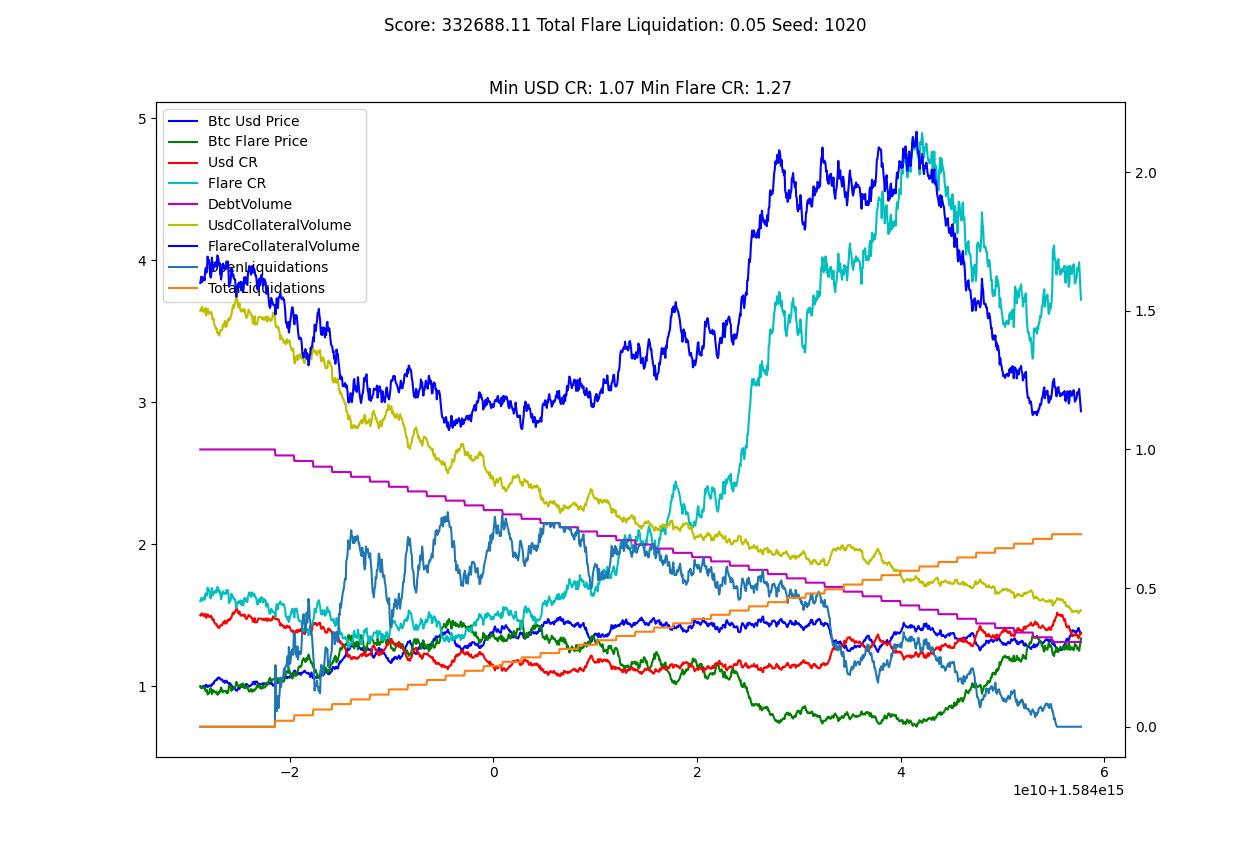 Score: 332688.11 Total Flare Liquidation: 0.05 Seed: 1020
Min USD CR: 1.07 Min Flare CR: 1.27
Btc Usd Price
Btc Flare Price
Usd CR
Flare CR
DebtVolume
UsdCollateralVolume
FlareCollateralVolume
OpenLiquidations
TotalLiquidations
5
4
3
2
1
2.0
1.5
1.0
0.5
0.0
−2
0
2
4
6
1e10+1.584e15